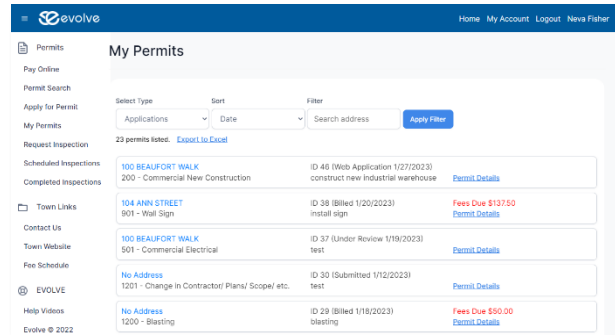 evolve
Home My Account Logout Neva Fisher
Permits
Pay Online
Permit Search
Apply for Permit
My Permits
Request Inspection
Scheduled Inspections
Completed Inspections
Town Links
Contact Us
Town Website
Fee Schedule
EVOLVE
Help Videos
Evolve © 2022
My Permits
Select Type Sort Filter
Applications Date Search address Apply Filter
23 permits listed. Export to Excel
100 BEAUFORT WALK ID 46 (Web Application 1/27/2023)
200 - Commercial New Construction construct new industrial warehouse Permit Details
104 ANN STREET ID 38 (Billed 1/20/2023) Fees Due $137.50
901 - Wall Sign install sign Permit Details
100 BEAUFORT WALK ID 37 (Under Review 1/19/2023)
501 - Commercial Electrical test Permit Details
No Address ID 30 (Submitted 1/12/2023)
1201 - Change in Contractor/ Plans/ Scope/ etc. test Permit Details
No Address ID 29 (Billed 1/18/2023) Fees Due $50.00
1200 - Blasting blasting Permit Details